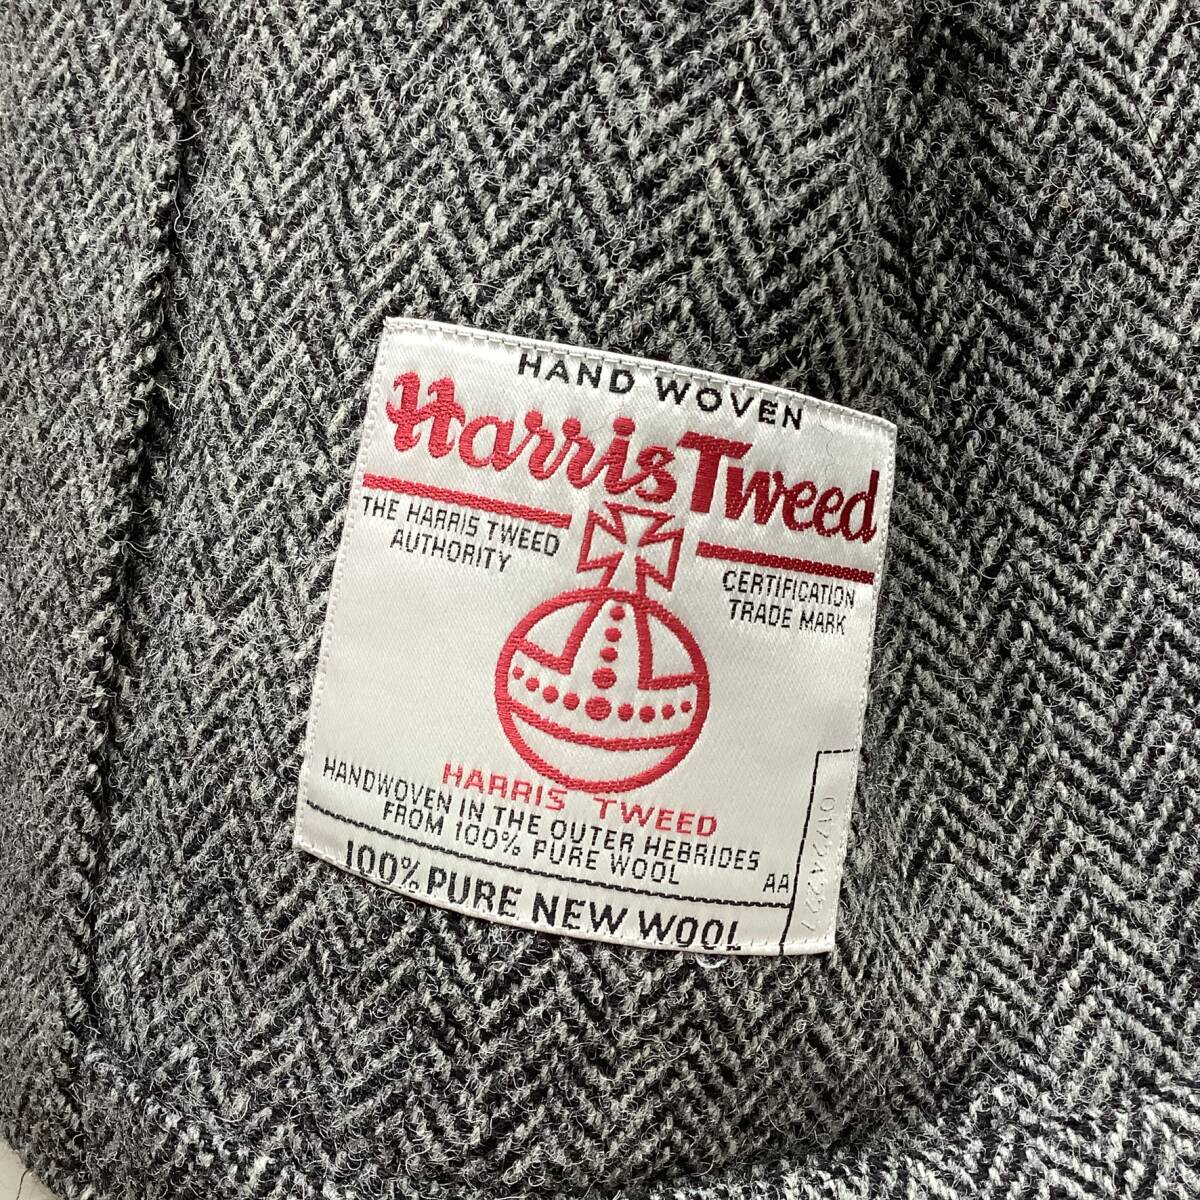 HAND WOVEN
Harris Tweed
THE HARRIS TWEED
AUTHORITY
CERTIFICATION
TRADE MARK
HARRIS TWEED
HANDWOVEN IN THE OUTER HEBRIDES
FROM 100% PURE WOOL
AA
100% PURE NEW WOOL